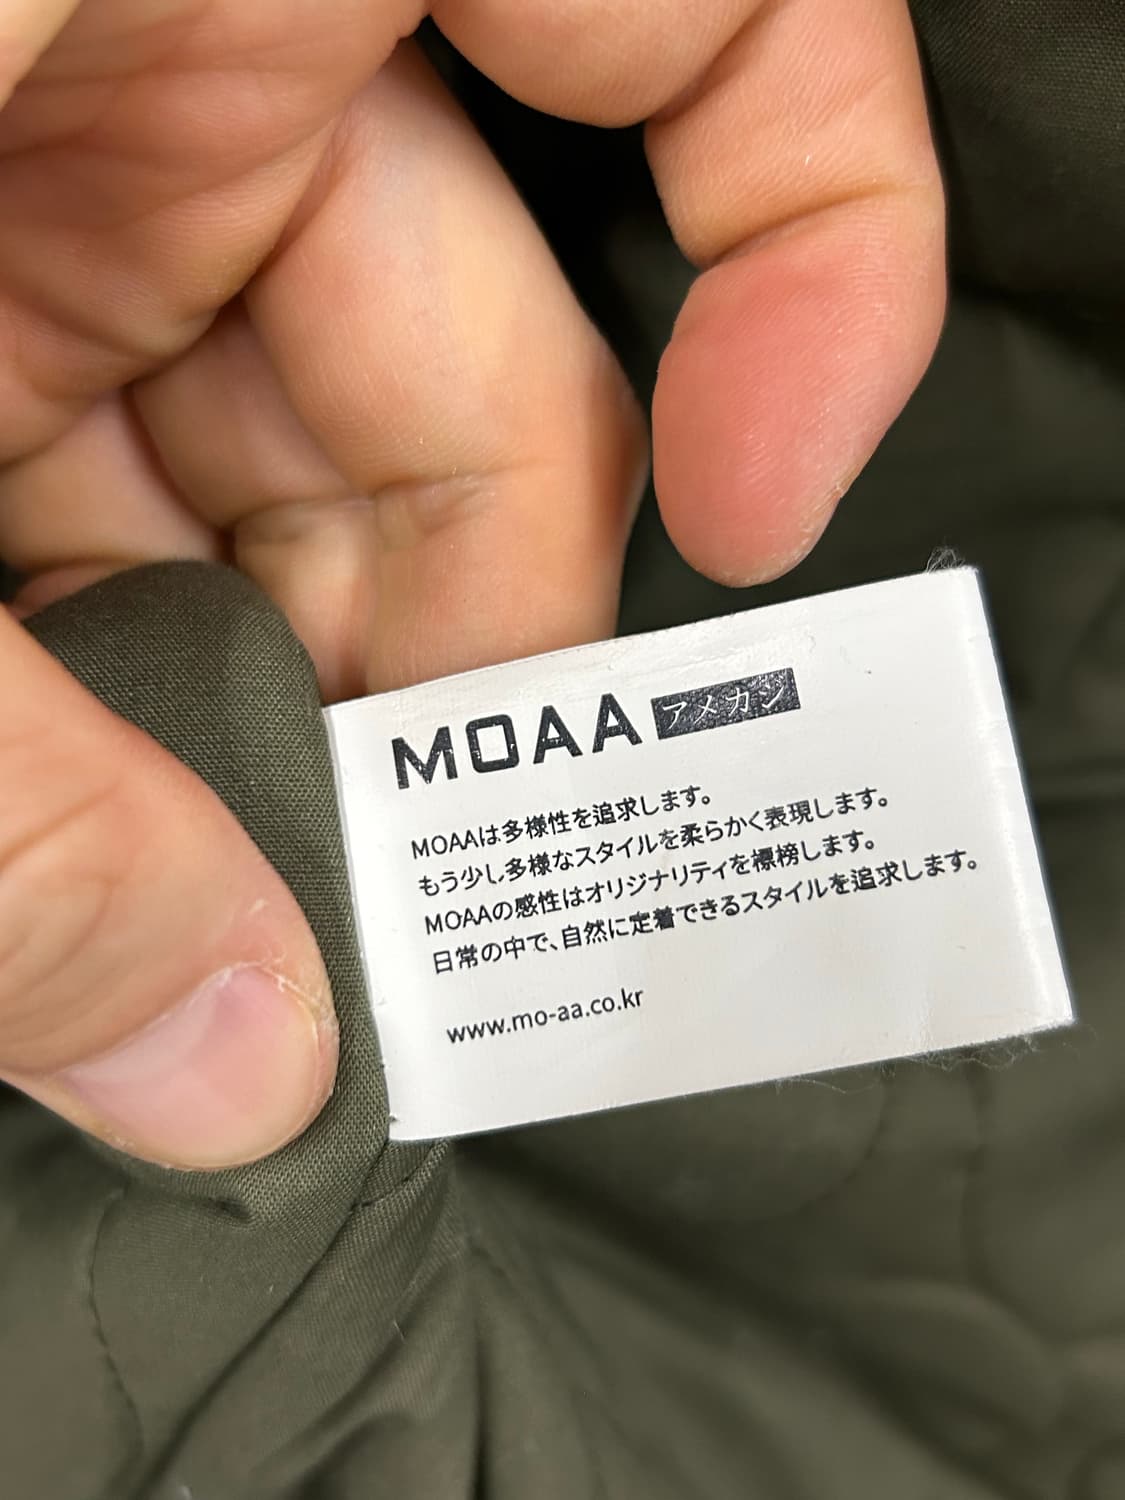 MOAA アメカジ
MOAAは多様性を追求します。
もう少し多様なスタイルを柔らかく表現します。
MOAAの感性はオリジナリティを標榜します。
日常の中で、自然に定着できるスタイルを追求します。
www.mo-aa.co.kr